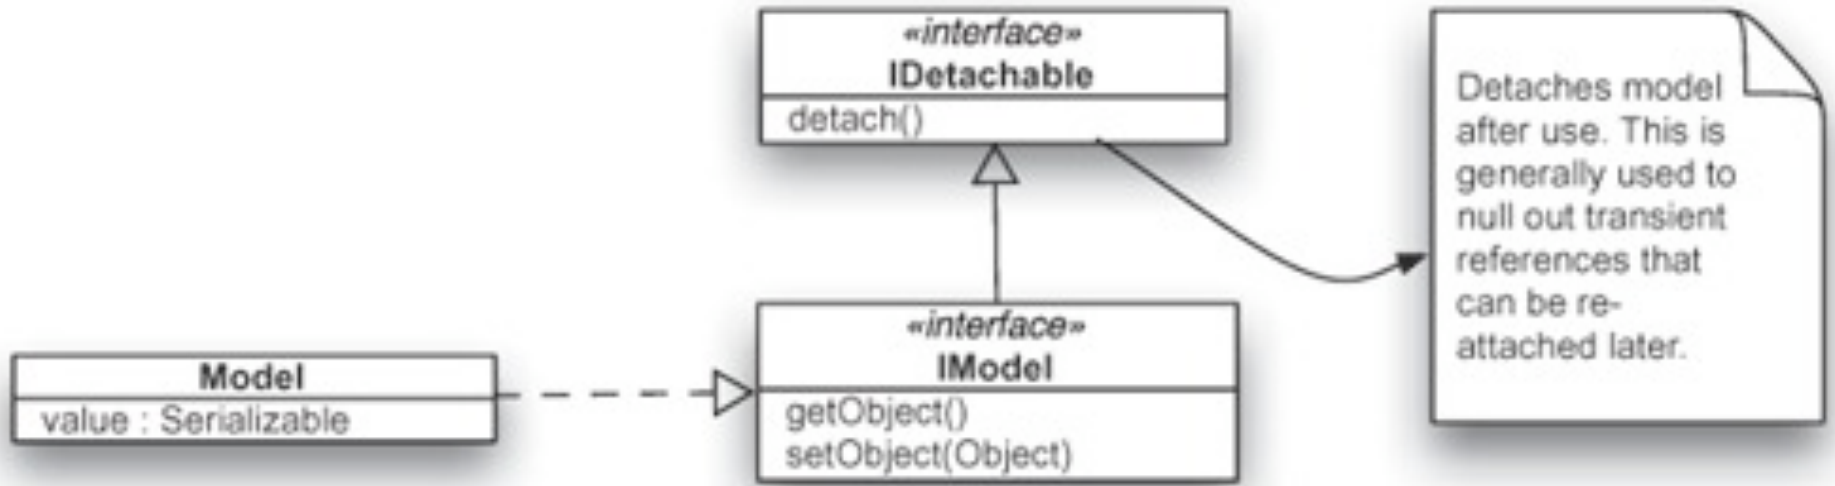 «interface»
IDetachable
detach()
Detaches model
after use. This is
generally used to
null out transient
references that
can be re-
attached later.
«interface»
IModel
getObject()
setObject(Object)
Model
value : Serializable